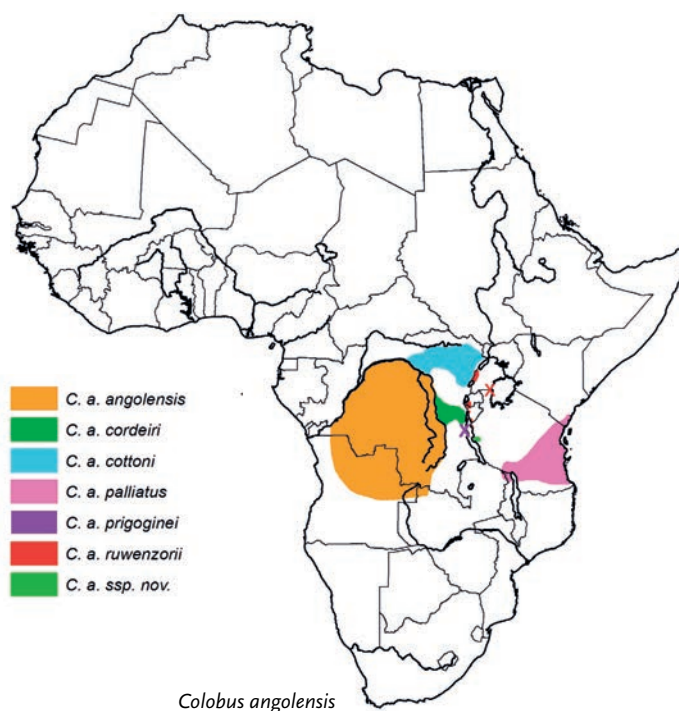 C. a. angolensis
C. a. cordeiri
C. a. cottoni
C. a. palliatus
C. a. prigoginei
C. a. ruwenzorii
C. a. ssp. nov.
Colobus angolensis